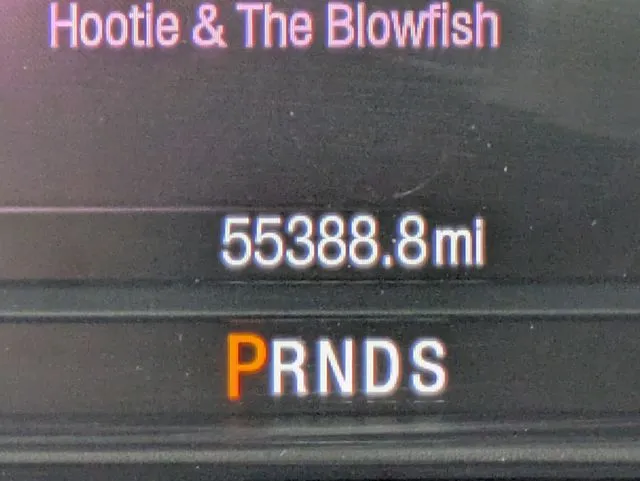 Hootie & The Blowfish
55388.8mi
PRNDS